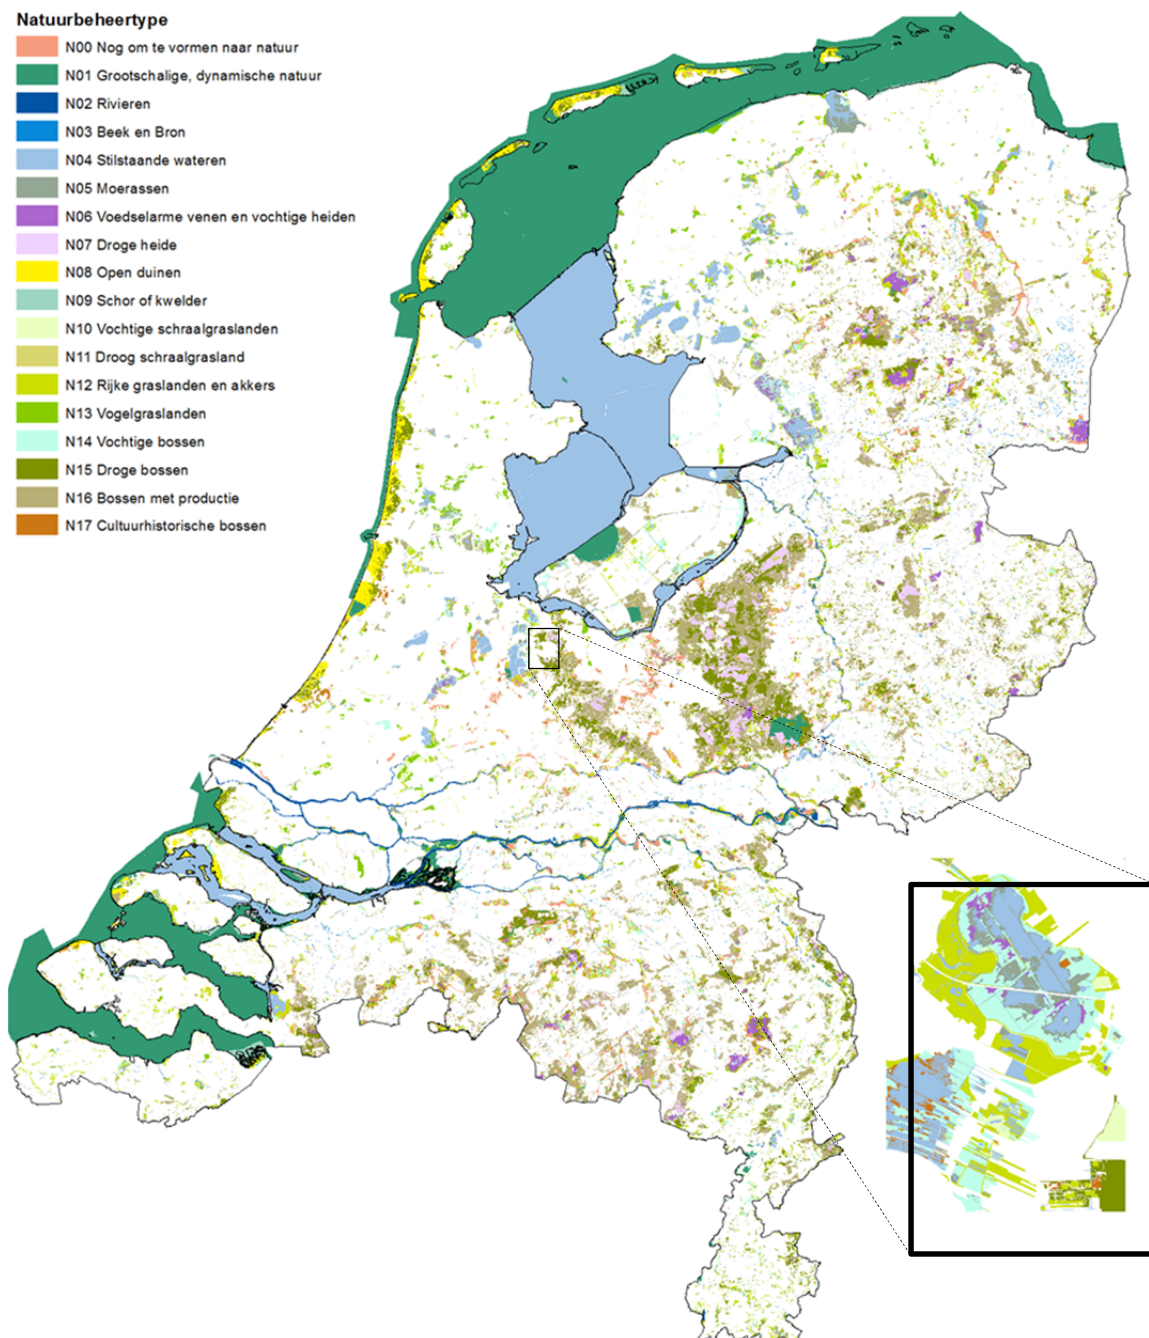 Natuurbeheertype
N00 Nog om te vormen naar natuur
N01 Grootschalige, dynamische natuur
N02 Rivieren
N03 Beek en Bron
N04 Stilstaande wateren
N05 Moerassen
N06 Voedselarme venen en vochtige heiden
N07 Droge heide
N08 Open duinen
N09 Schor of kwelder
N10 Vochtige schraalgraslanden
N11 Droog schraalgrasland
N12 Rijke graslanden en akkers
N13 Vogelgraslanden
N14 Vochtige bossen
N15 Droge bossen
N16 Bossen met productie
N17 Cultuurhistorische bossen